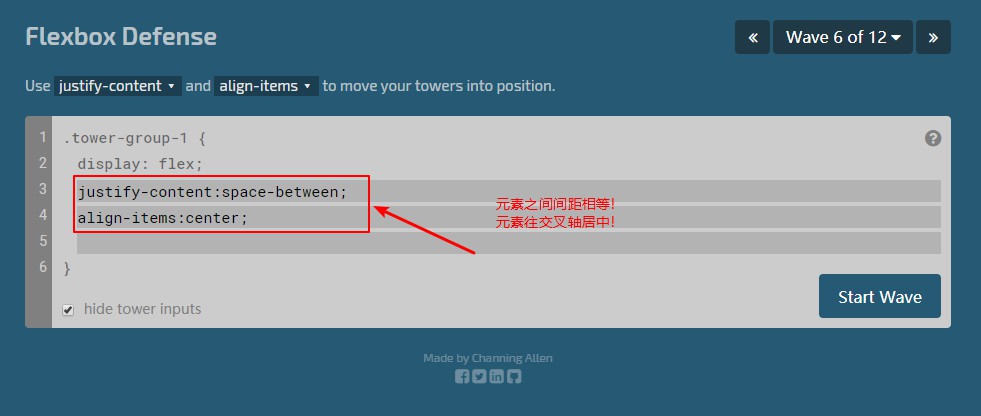 Flexbox Defense
« Wave 6 of 12 »
Use justify-content and align-items to move your towers into position.
1 .tower-group-1 {
2 display: flex;
3 justify-content:space-between;
元素之间间距相等!
4 align-items:center;
元素往交叉轴居中!
5
6 }
hide tower inputs
Start Wave
Made by Channing Allen